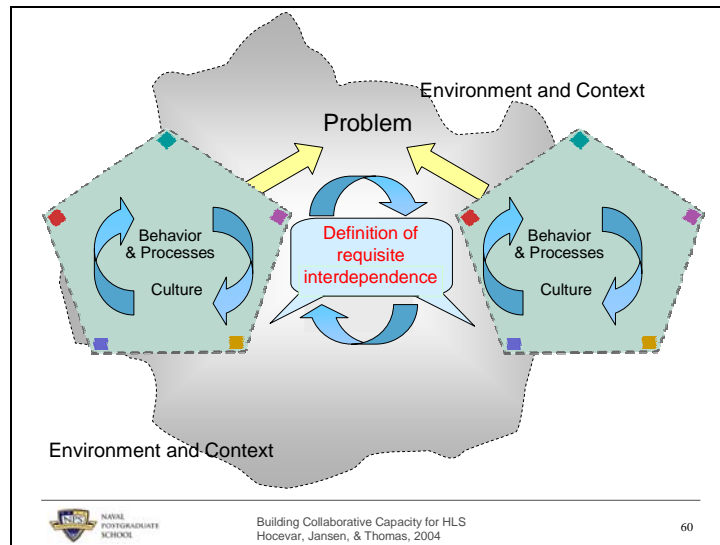 Environment and Context
Problem
Behavior
& Processes
Culture
Definition of
requisite
interdependence
Behavior
& Processes
Culture
Environment and Context
NPS
NAVAL
POSTGRADUATE
SCHOOL
Building Collaborative Capacity for HLS
Hocevar, Jansen, & Thomas, 2004
60